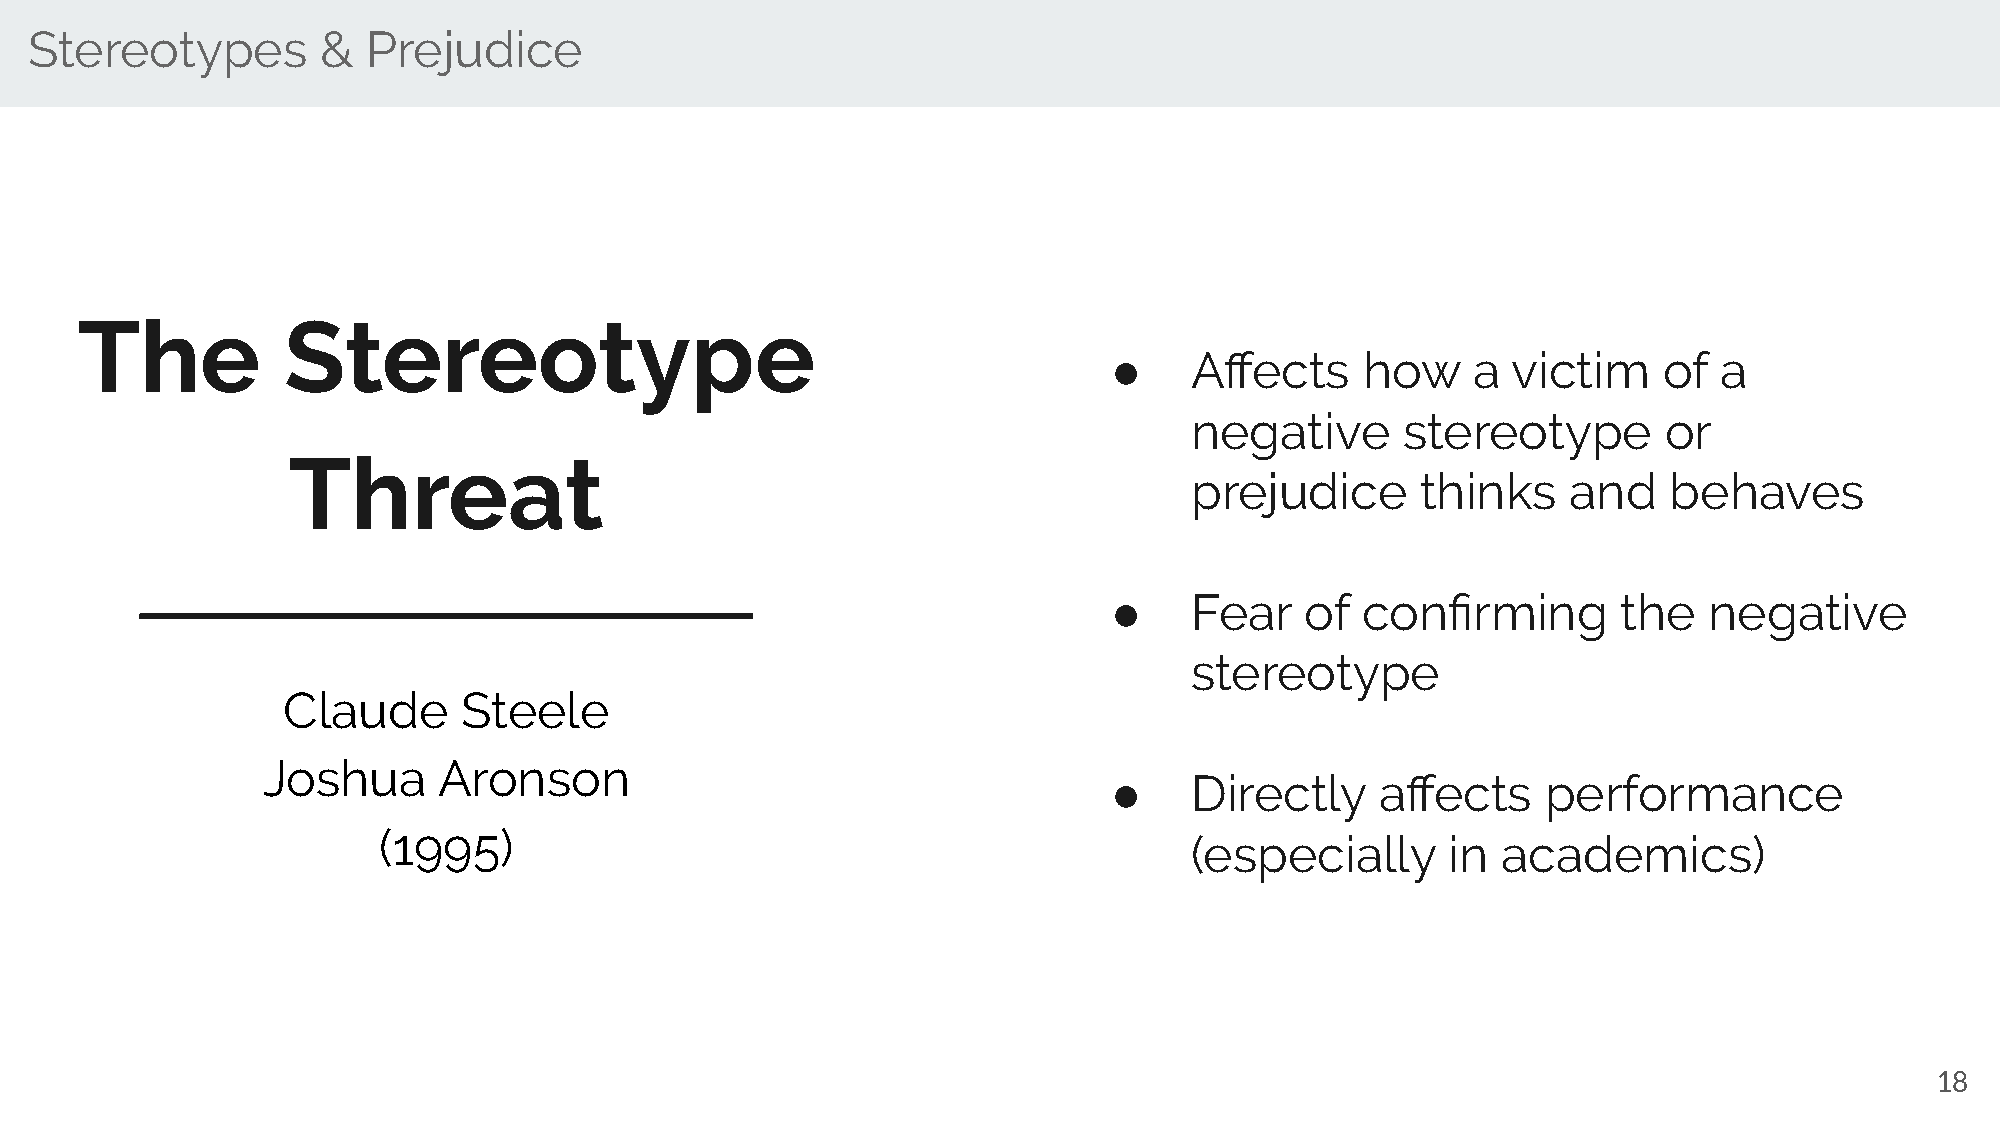 Stereotypes & Prejudice
The Stereotype
Threat
Claude Steele
Joshua Aronson
(1995)
● Affects how a victim of a
negative stereotype or
prejudice thinks and behaves
● Fear of confirming the negative
stereotype
● Directly affects performance
(especially in academics)
18